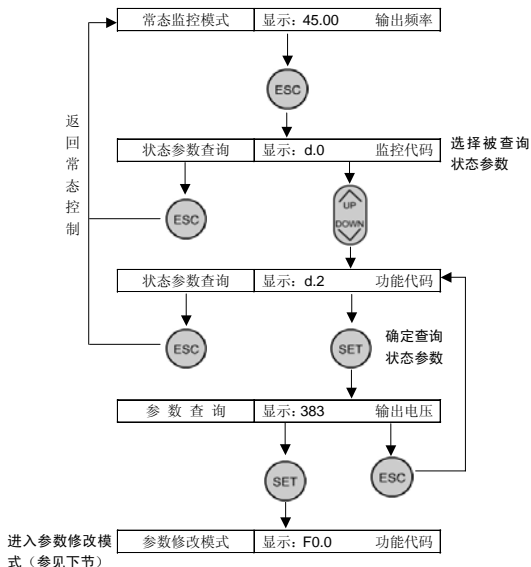 常态监控模式 显示: 45.00 输出频率
ESC
返回常态控制
状态参数查询 显示: d.0 监控代码
选择被查询
状态参数
ESC
UP
DOWN
状态参数查询 显示: d.2 功能代码
ESC
SET
确定查询
状态参数
参数查询 显示: 383 输出电压
SET
ESC
进入参数修改模
式（参见下节）
参数修改模式 显示: F0.0 功能代码